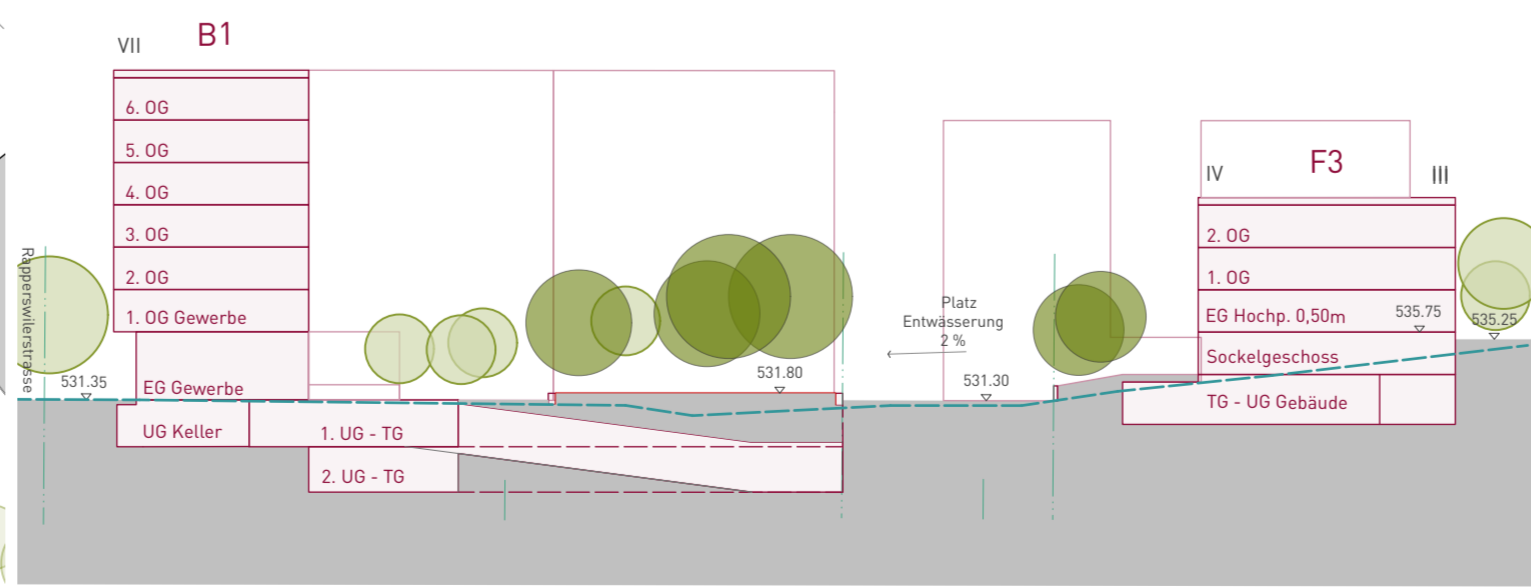 VII
B1
6. OG
5. OG
4. OG
3. OG
2. OG
1. OG Gewerbe
EG Gewerbe
UG Keller
1. UG - TG
2. UG - TG
Rapperswilerstrasse
531.35
531.80
Platz
Entwässerung
2 %
531.30
IV
F3
III
2. OG
1. OG
EG Hochp. 0,50m
535.75
Sockelgeschoss
TG - UG Gebäude
535.25